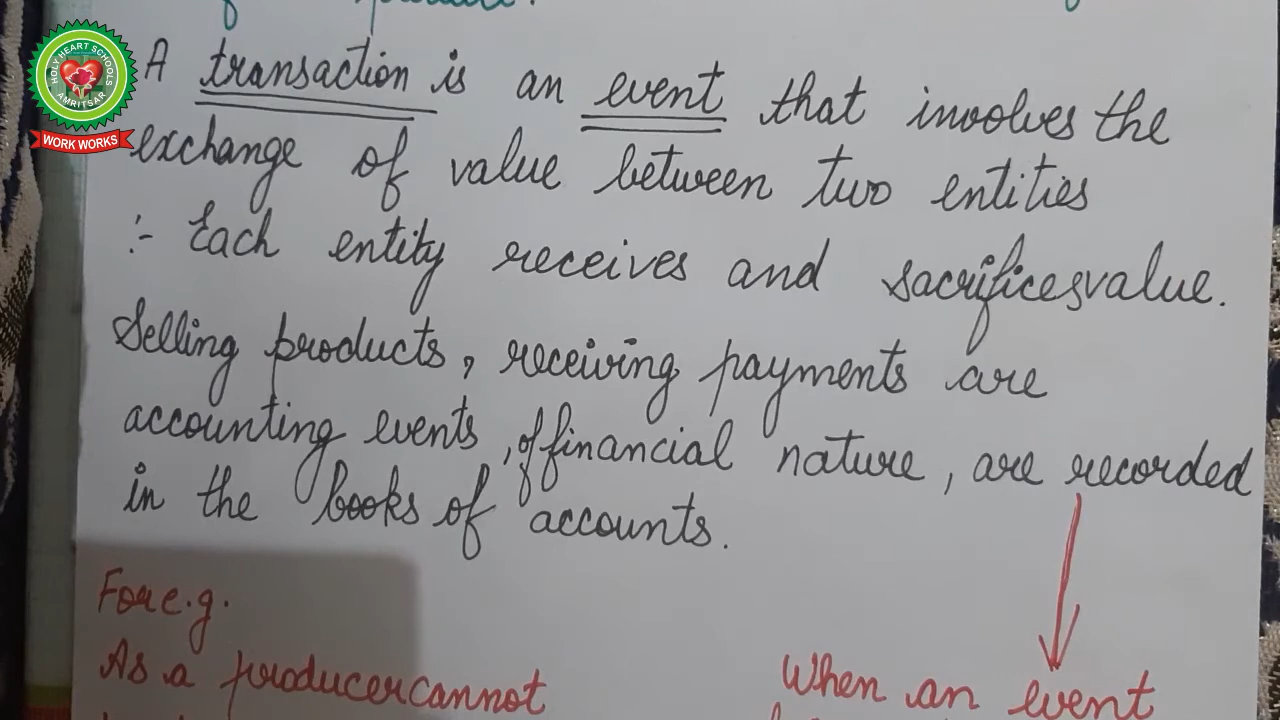 HOLY HEART SCHOOLS
AMRITSAR
WORK WORKS
A transaction is an event that involves the
exchange of value between two entities
:- Each entity receives and sacrifices value.
Selling products, receiving payments are
accounting events, of financial nature, are recorded
in the books of accounts.
For e.g.
As a producer cannot
When an event